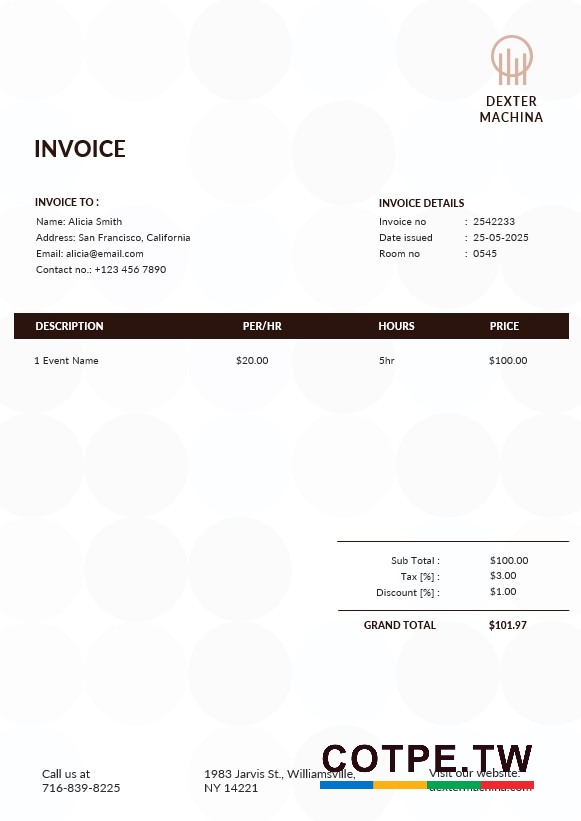 DEXTER
MACHINA
INVOICE
INVOICE TO :
Name: Alicia Smith
Address: San Francisco, California
Email: alicia@email.com
Contact no.: +123 456 7890
INVOICE DETAILS
Invoice no : 2542233
Date issued : 25-05-2025
Room no : 0545
DESCRIPTION PER/HR HOURS PRICE
1 Event Name $20.00 5hr $100.00
Sub Total : $100.00
Tax [%] : $3.00
Discount [%] : $1.00
GRAND TOTAL $101.97
COTPE.TW
Call us at
716-839-8225
1983 Jarvis St., Williamsville,
NY 14221
Visit our website.
dextermachina.com